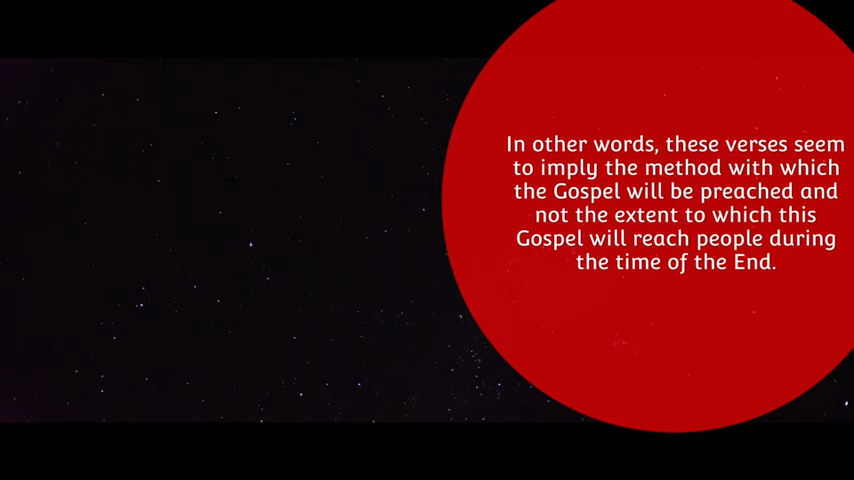 In other words, these verses seem
to imply the method with which
the Gospel will be preached and
not the extent to which this
Gospel will reach people during
the time of the End.